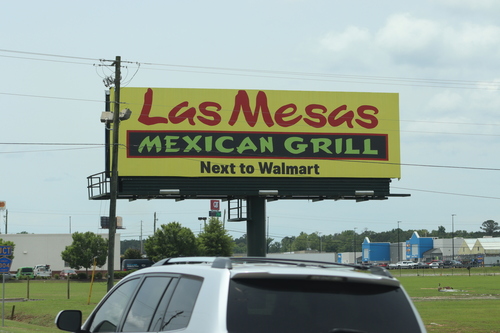 Las Mesas
MEXICAN GRILL
Next to Walmart